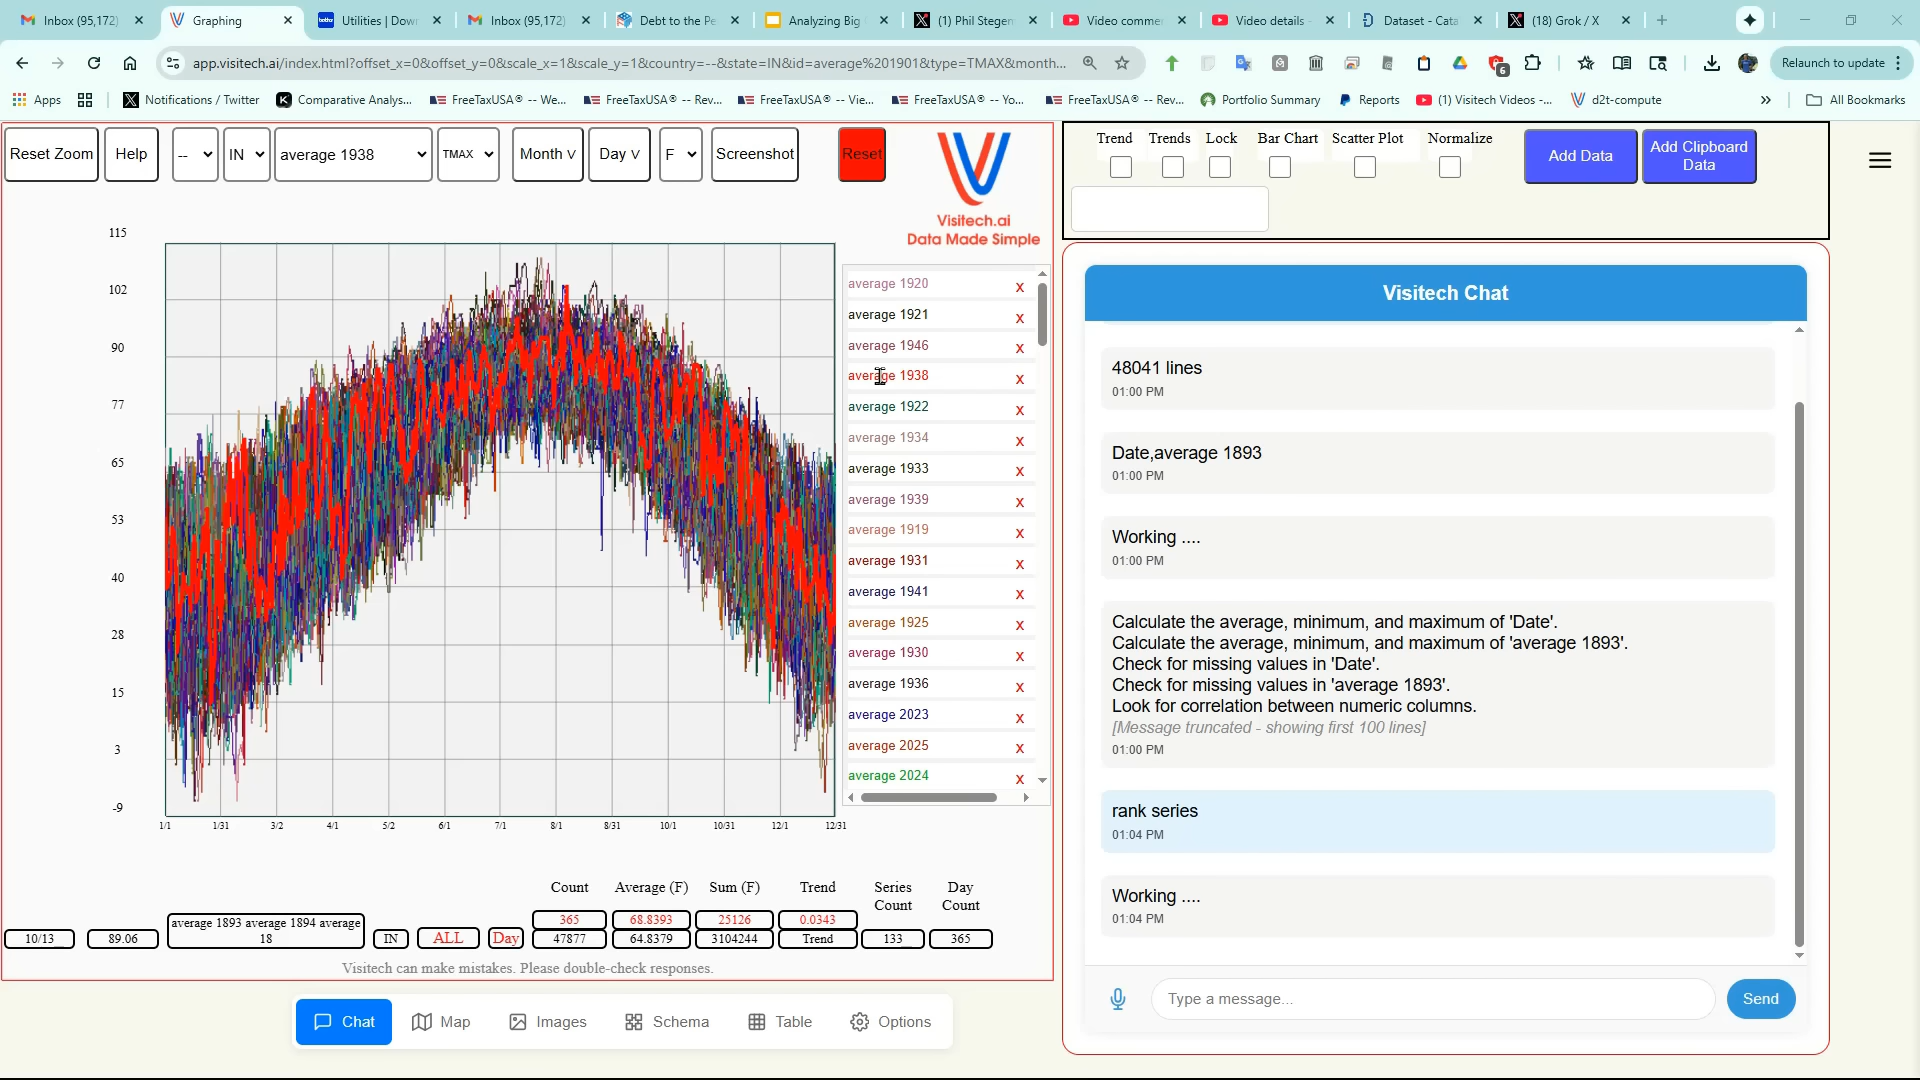 Inbox (95,172)
Graphing
Utilities | Dow
Inbox (95,172)
Debt to the Pe
Analyzing Big
(1) Phil Stegen
Video comme
Video details
Dataset - Cata
(18) Grok / X
app.visitech.ai/index.html?offset_x=0&offset_y=0&scale_x=1&scale_y=1&country=--&state=IN&id=average%201901&type=TMAX&month...
6
Relaunch to update
Apps
Notifications / Twitter
Comparative Analys...
FreeTaxUSA® -- We...
FreeTaxUSA® -- Rev...
FreeTaxUSA® -- Vie...
FreeTaxUSA® -- Yo...
FreeTaxUSA® -- Rev...
Portfolio Summary
Reports
(1) Visitech Videos -...
d2t-compute
»
All Bookmarks
Reset Zoom
Help
--
IN
average 1938
TMAX
Month V
Day V
F
Screenshot
Reset
Visitech.ai
Data Made Simple
Trend
Trends
Lock
Bar Chart
Scatter Plot
Normalize
Add Data
Add Clipboard
Data
115
102
90
77
65
53
40
28
15
3
-9
1/1
1/31
3/2
4/1
5/2
6/1
7/1
8/1
8/31
10/1
10/31
12/1
12/31
average 1920 x
average 1921 x
average 1946 x
average 1938 x
average 1922 x
average 1934 x
average 1933 x
average 1939 x
average 1919 x
average 1931 x
average 1941 x
average 1925 x
average 1930 x
average 1936 x
average 2023 x
average 2025 x
average 2024 x
Count
Average (F)
Sum (F)
Trend
Series
Count
Day
Count
365
68.8393
25126
0.0343
10/13
89.06
average 1893 average 1894 average
18
IN
ALL
Day
47877
64.8379
3104244
Trend
133
365
Visitech can make mistakes. Please double-check responses.
Chat
Map
Images
Schema
Table
Options
Visitech Chat
48041 lines
01:00 PM
Date,average 1893
01:00 PM
Working ....
01:00 PM
Calculate the average, minimum, and maximum of 'Date'.
Calculate the average, minimum, and maximum of 'average 1893'.
Check for missing values in 'Date'.
Check for missing values in 'average 1893'.
Look for correlation between numeric columns.
[Message truncated - showing first 100 lines]
01:00 PM
rank series
01:04 PM
Working ....
01:04 PM
Type a message...
Send